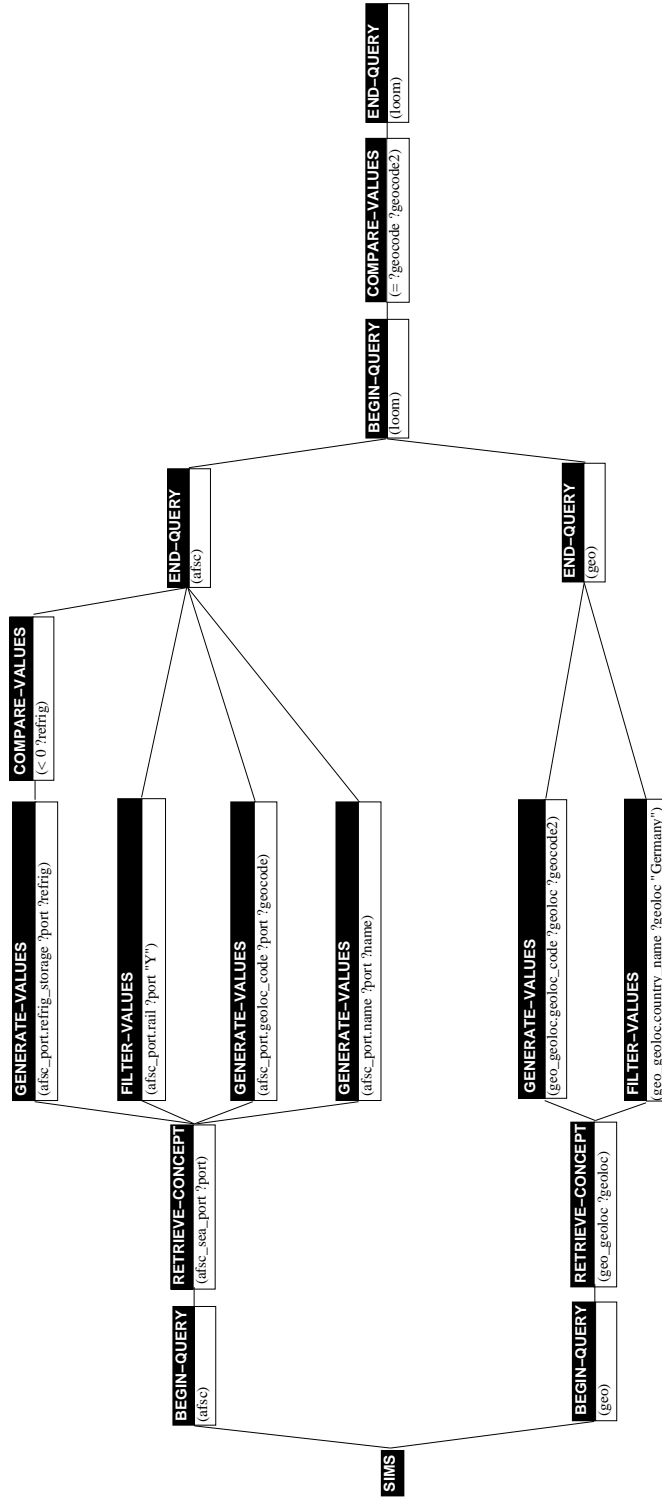 SIMS
BEGIN−QUERY
(afsc)
RETRIEVE−CONCEPT
(afsc_sea_port ?port)
GENERATE−VALUES
(afsc_port.refrig_storage ?port ?refrig)
COMPARE−VALUES
(< 0 ?refrig)
FILTER−VALUES
(afsc_port.rail ?port "Y")
GENERATE−VALUES
(afsc_port.geoloc_code ?port ?geocode)
GENERATE−VALUES
(afsc_port.name ?port ?name)
END−QUERY
(afsc)
BEGIN−QUERY
(geo)
RETRIEVE−CONCEPT
(geo_geoloc ?geoloc)
GENERATE−VALUES
(geo_geoloc.geoloc_code ?geoloc ?geocode2)
FILTER−VALUES
(geo_geoloc.country_name ?geoloc "Germany")
END−QUERY
(geo)
BEGIN−QUERY
(loom)
COMPARE−VALUES
(= ?geocode ?geocode2)
END−QUERY
(loom)